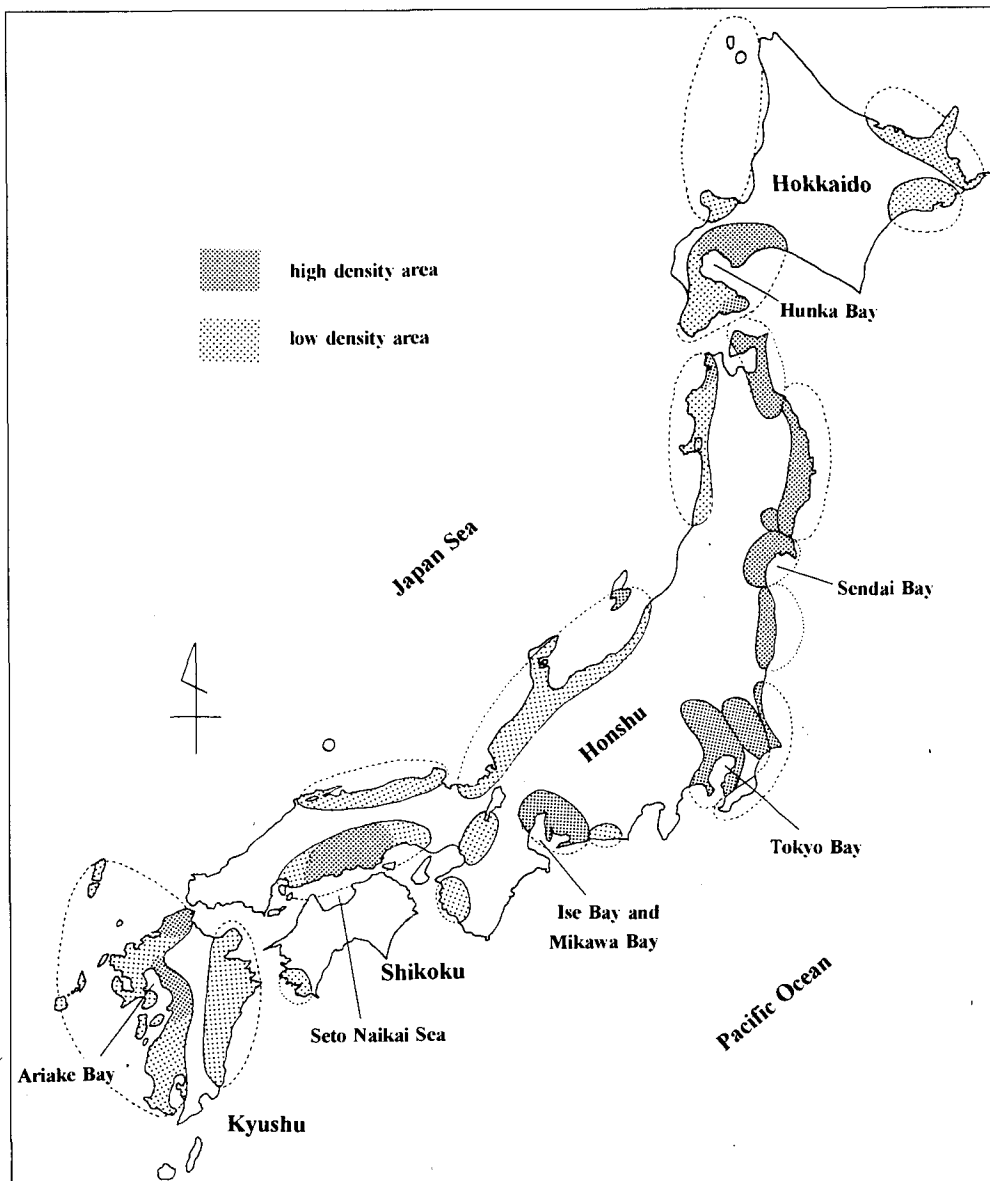 Hokkaido
high density area
Hunka Bay
low density area
Japan Sea
Sendai Bay
Honshu
Tokyo Bay
Ise Bay and
Mikawa Bay
Shikoku
Pacific Ocean
Seto Naikai Sea
Ariake Bay
Kyushu